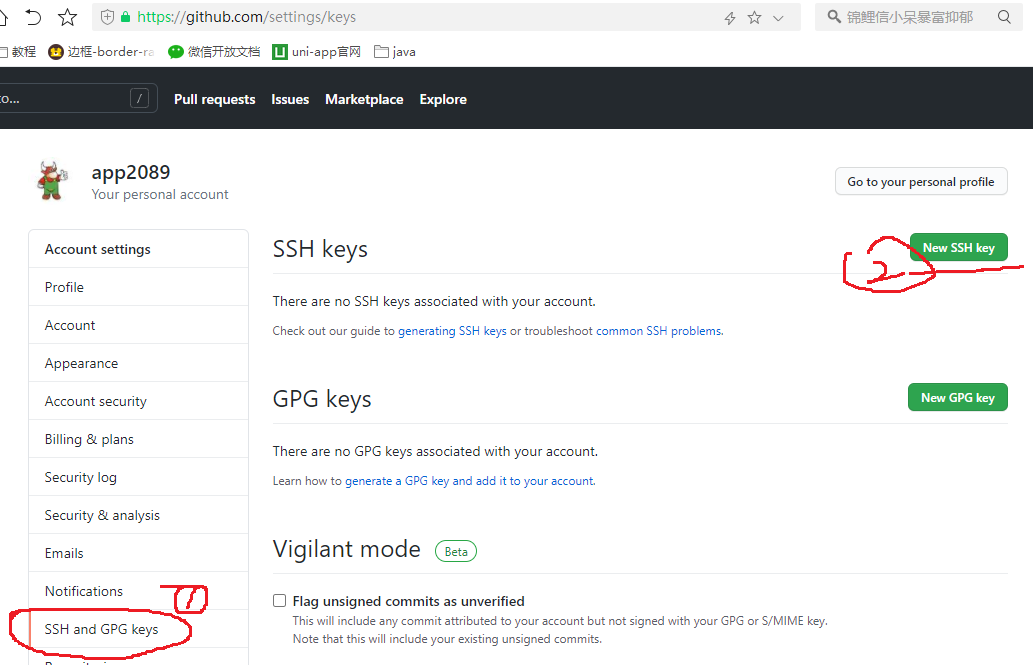 https://github.com/settings/keys
锦鲤信小呆暴富抑郁
教程 边框-border-ra 微信开放文档 U uni-app官网 java
to... / Pull requests Issues Marketplace Explore
app2089
Your personal account
Go to your personal profile
Account settings
Profile
Account
Appearance
Account security
Billing & plans
Security log
Security & analysis
Emails
Notifications
1
SSH and GPG keys
SSH keys
New SSH key
2
There are no SSH keys associated with your account.
Check out our guide to generating SSH keys or troubleshoot common SSH problems.
GPG keys
New GPG key
There are no GPG keys associated with your account.
Learn how to generate a GPG key and add it to your account.
Vigilant mode Beta
Flag unsigned commits as unverified
This will include any commit attributed to your account but not signed with your GPG or S/MIME key.
Note that this will include your existing unsigned commits.